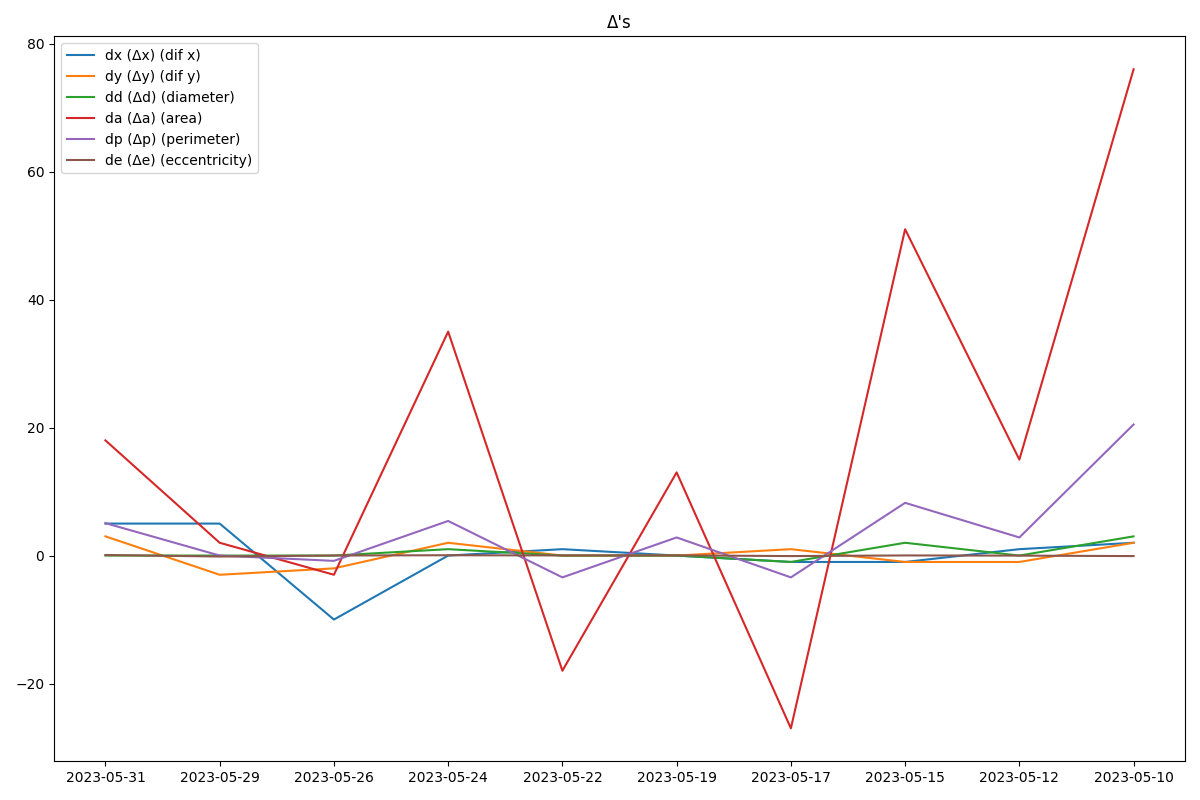 Δ's
80
60
40
20
0
−20
dx (Δx) (dif x)
dy (Δy) (dif y)
dd (Δd) (diameter)
da (Δa) (area)
dp (Δp) (perimeter)
de (Δe) (eccentricity)
2023-05-31 2023-05-29 2023-05-26 2023-05-24 2023-05-22 2023-05-19 2023-05-17 2023-05-15 2023-05-12 2023-05-10